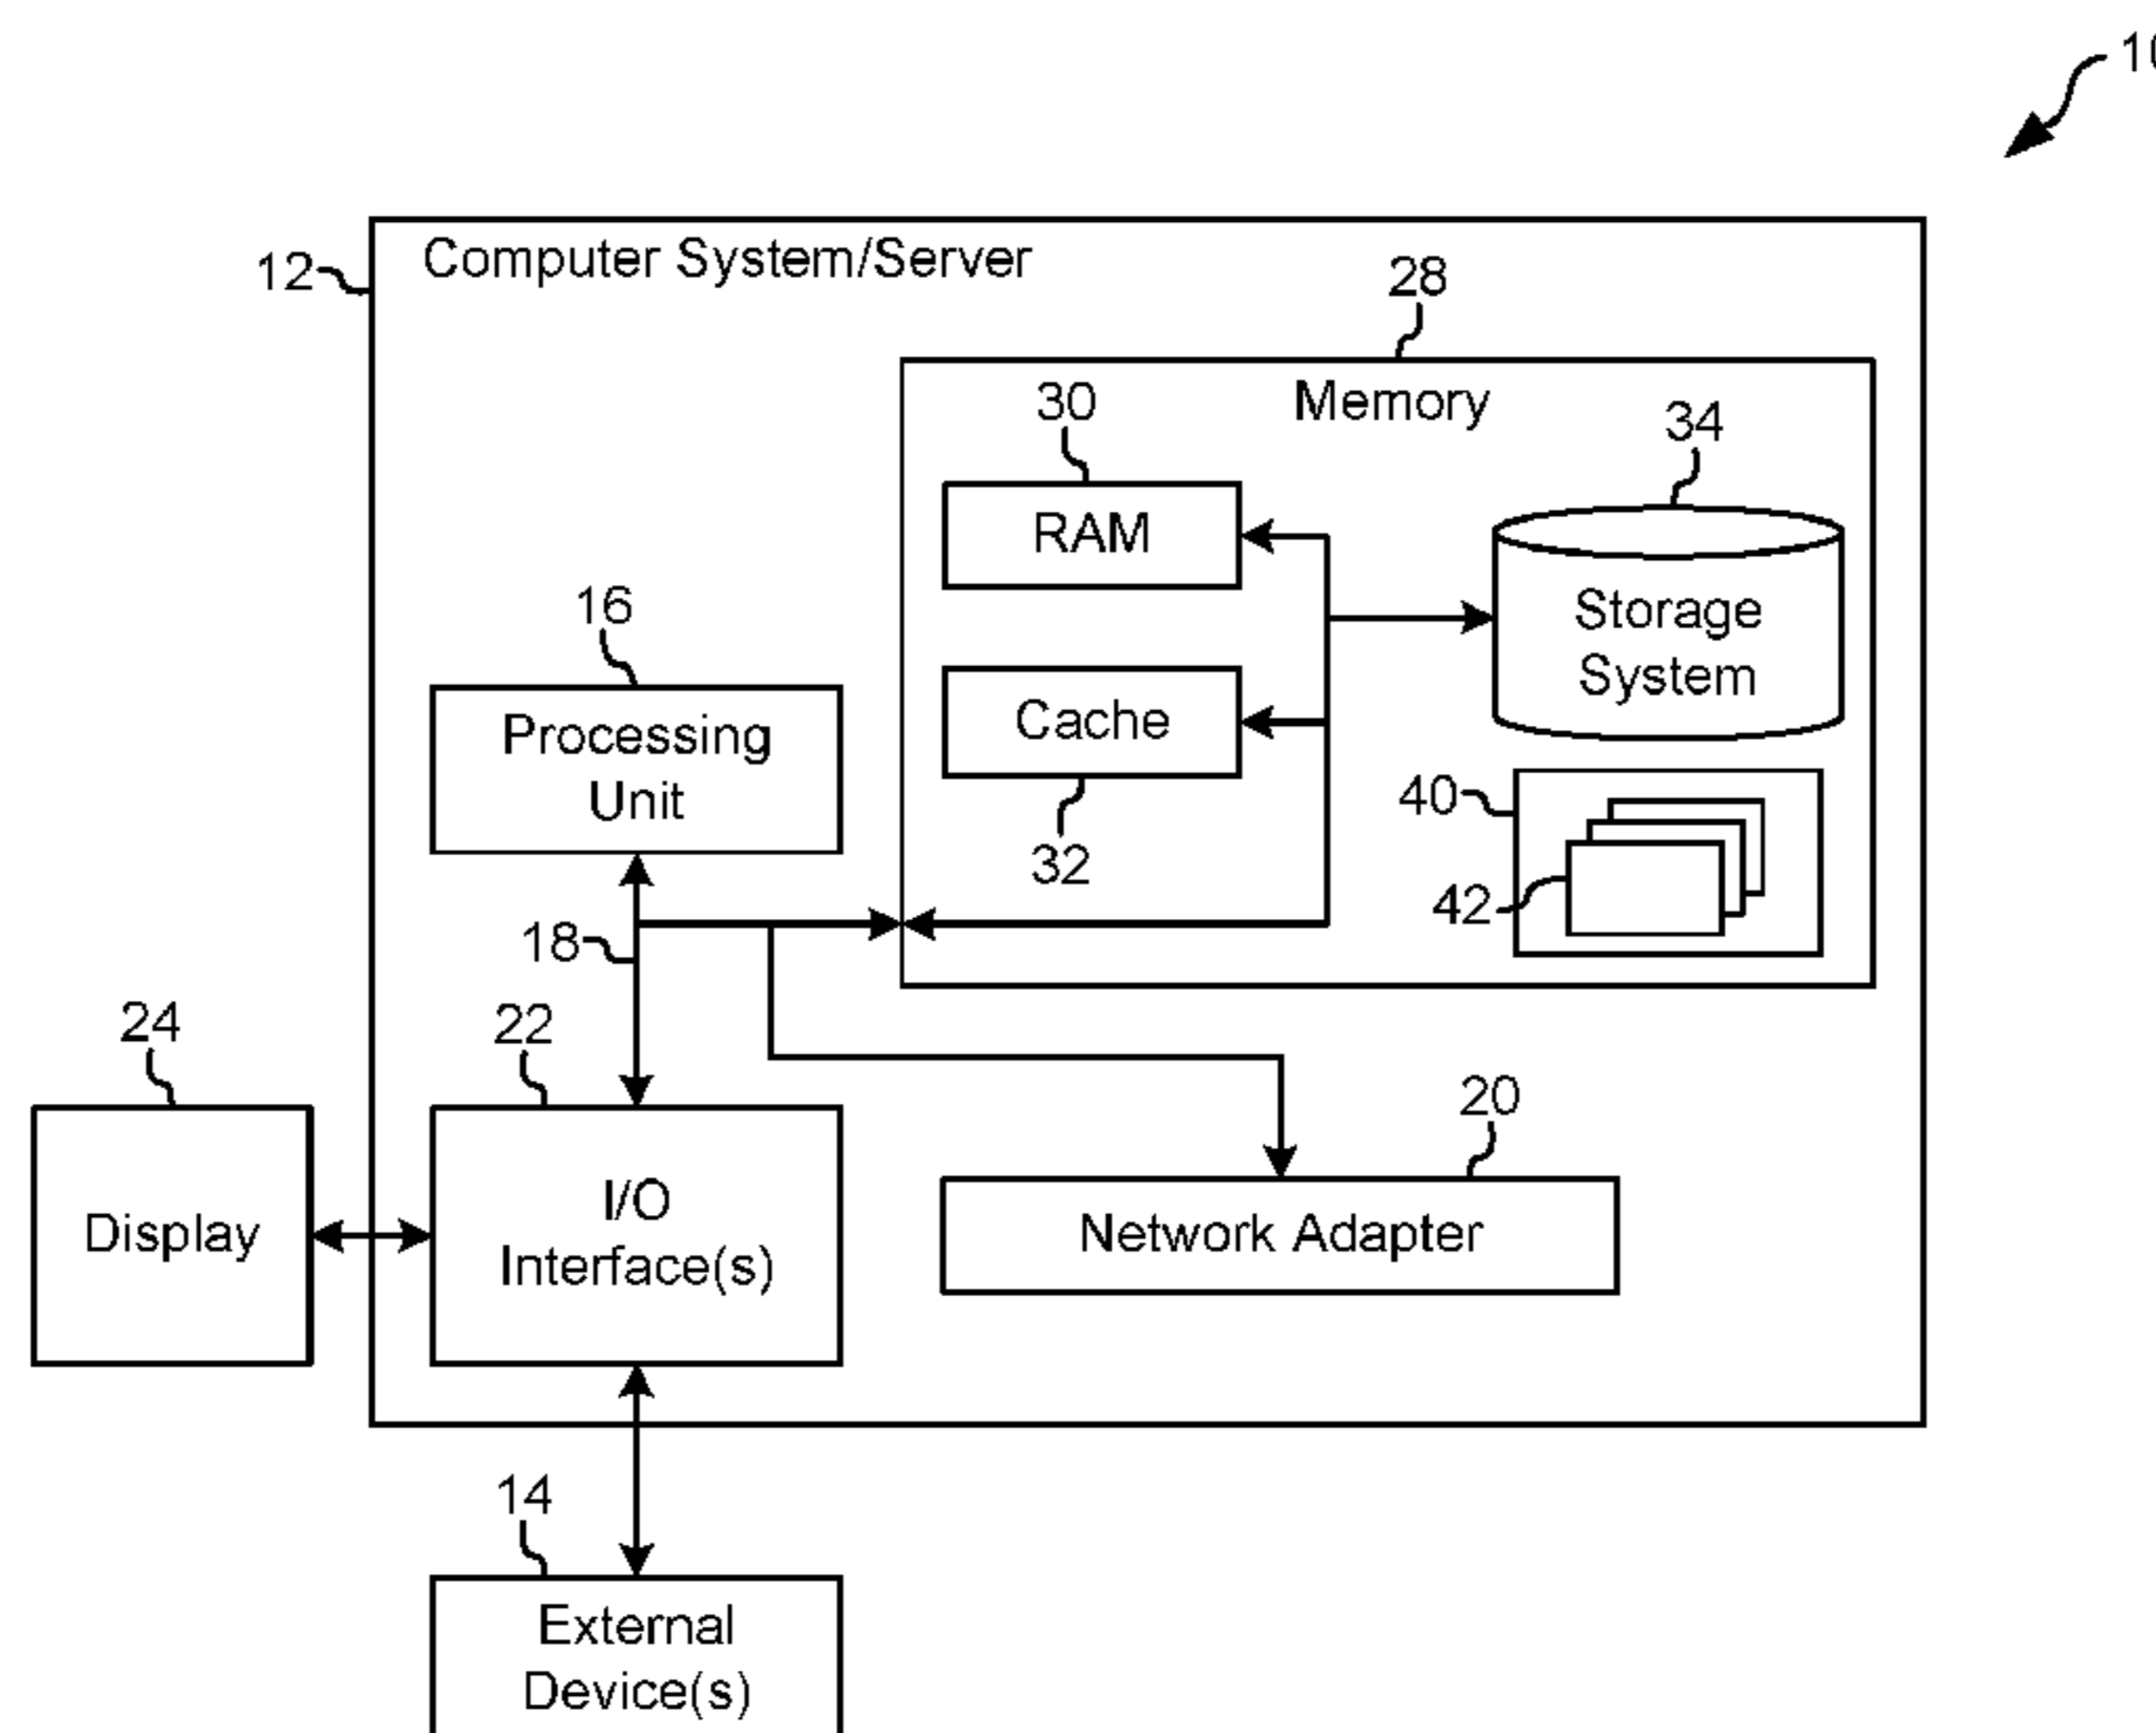 10
12
Computer System/Server
28
30
Memory
34
RAM
Storage
System
16
Processing
Unit
Cache
40
32
42
18
24
22
20
Display
I/O
Interface(s)
Network Adapter
14
External
Device(s)